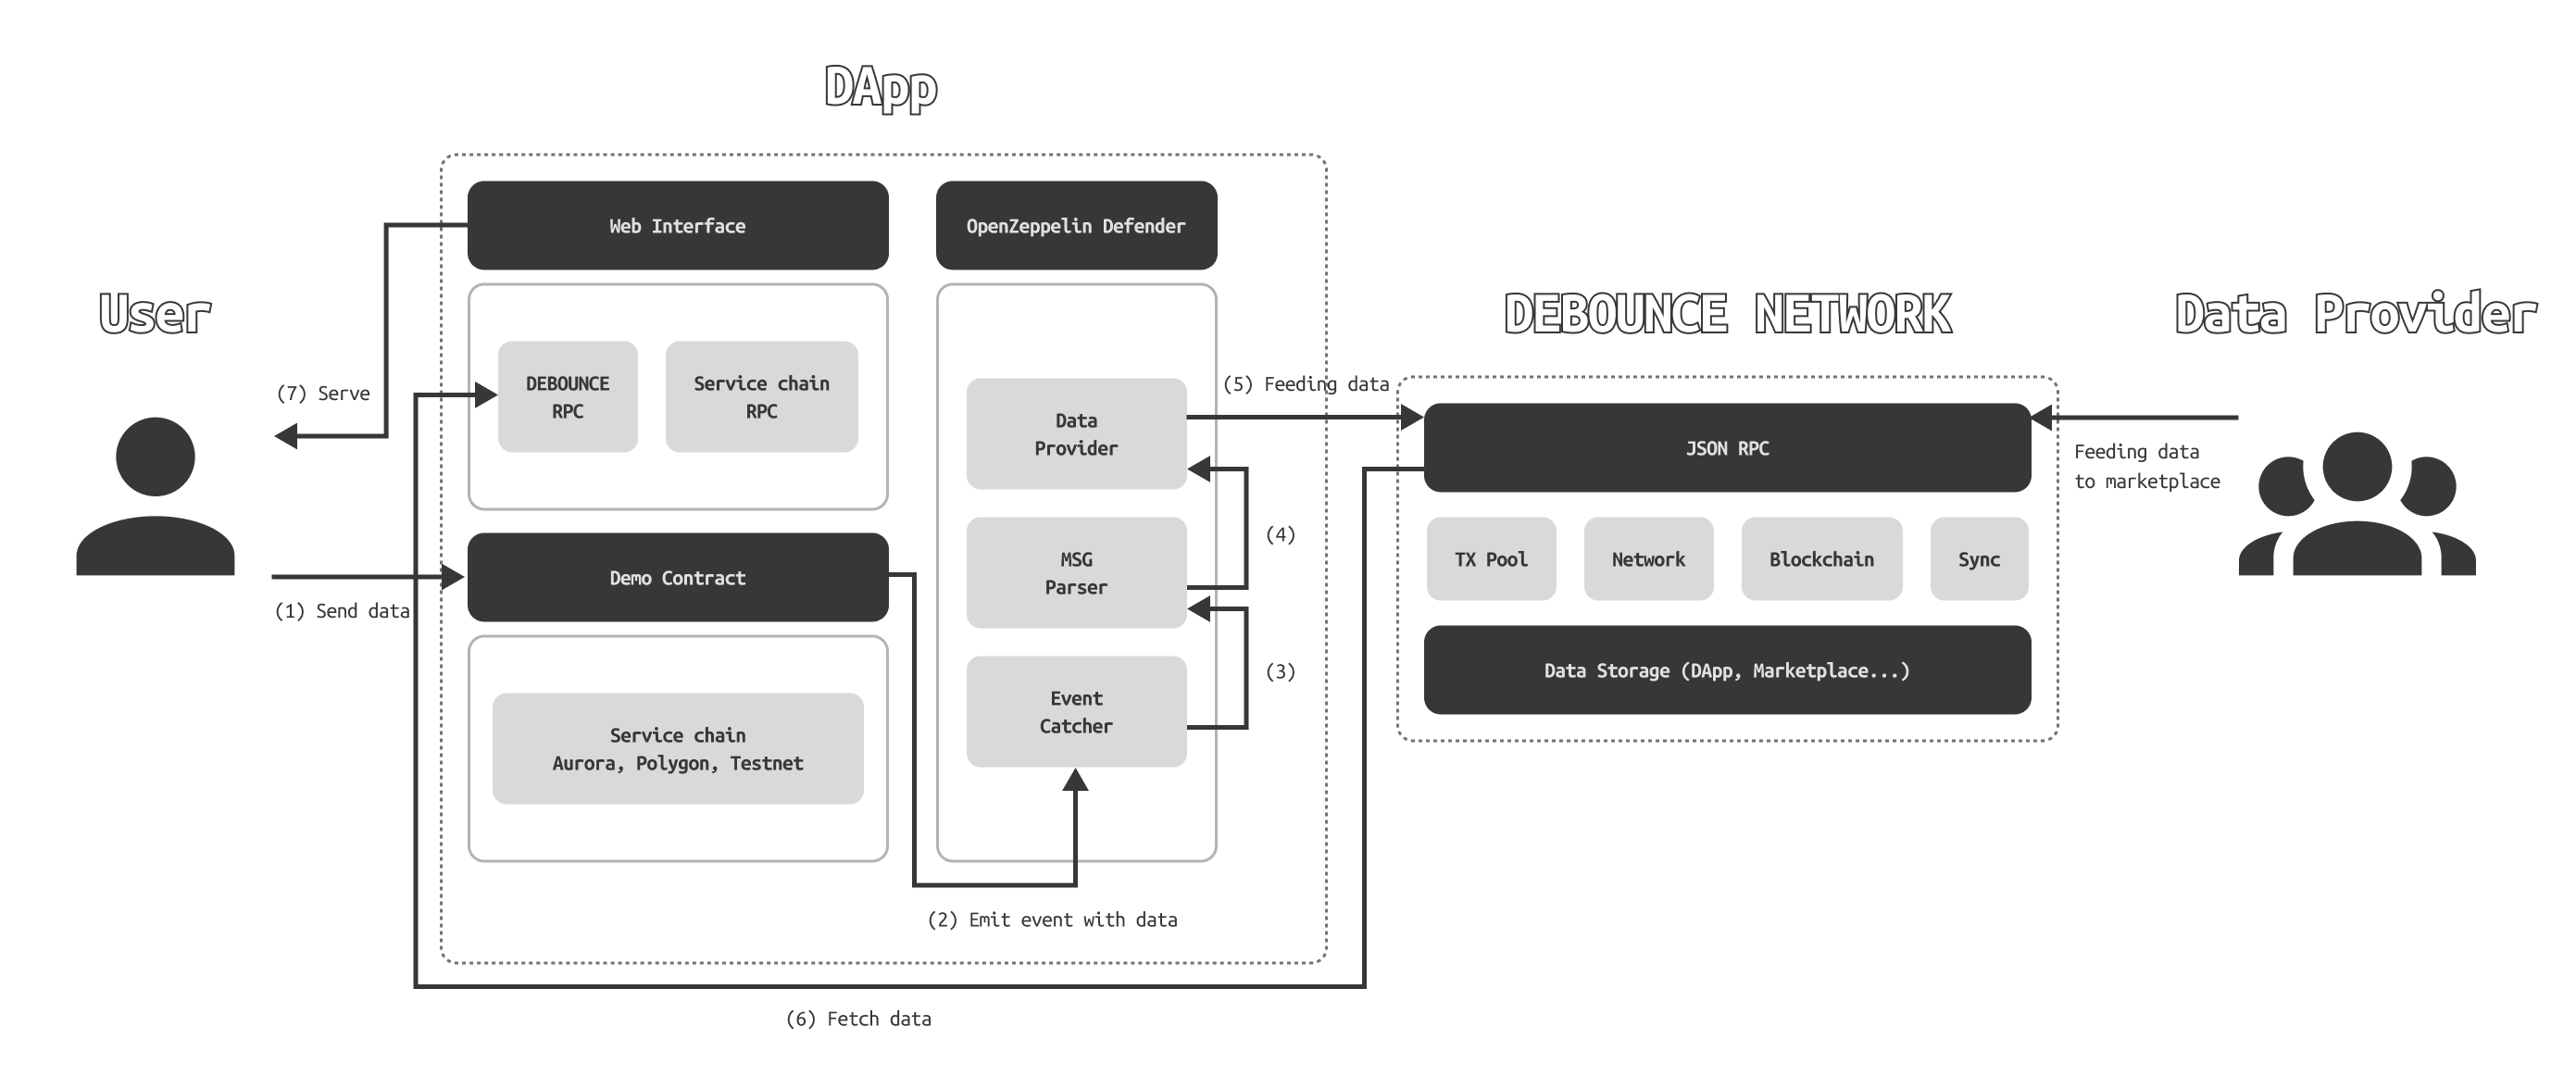 DApp
Web Interface
OpenZeppelin Defender
User
DEBOUNCE NETWORK
Data Provider
(7) Serve
DEBOUNCE
RPC
Service chain
RPC
(5) Feeding data
Data
Provider
JSON RPC
Feeding data
to marketplace
(4)
MSG
Parser
TX Pool
Network
Blockchain
Sync
Demo Contract
(1) Send data
(3)
Event
Catcher
Data Storage (DApp, Marketplace...)
Service chain
Aurora, Polygon, Testnet
(2) Emit event with data
(6) Fetch data